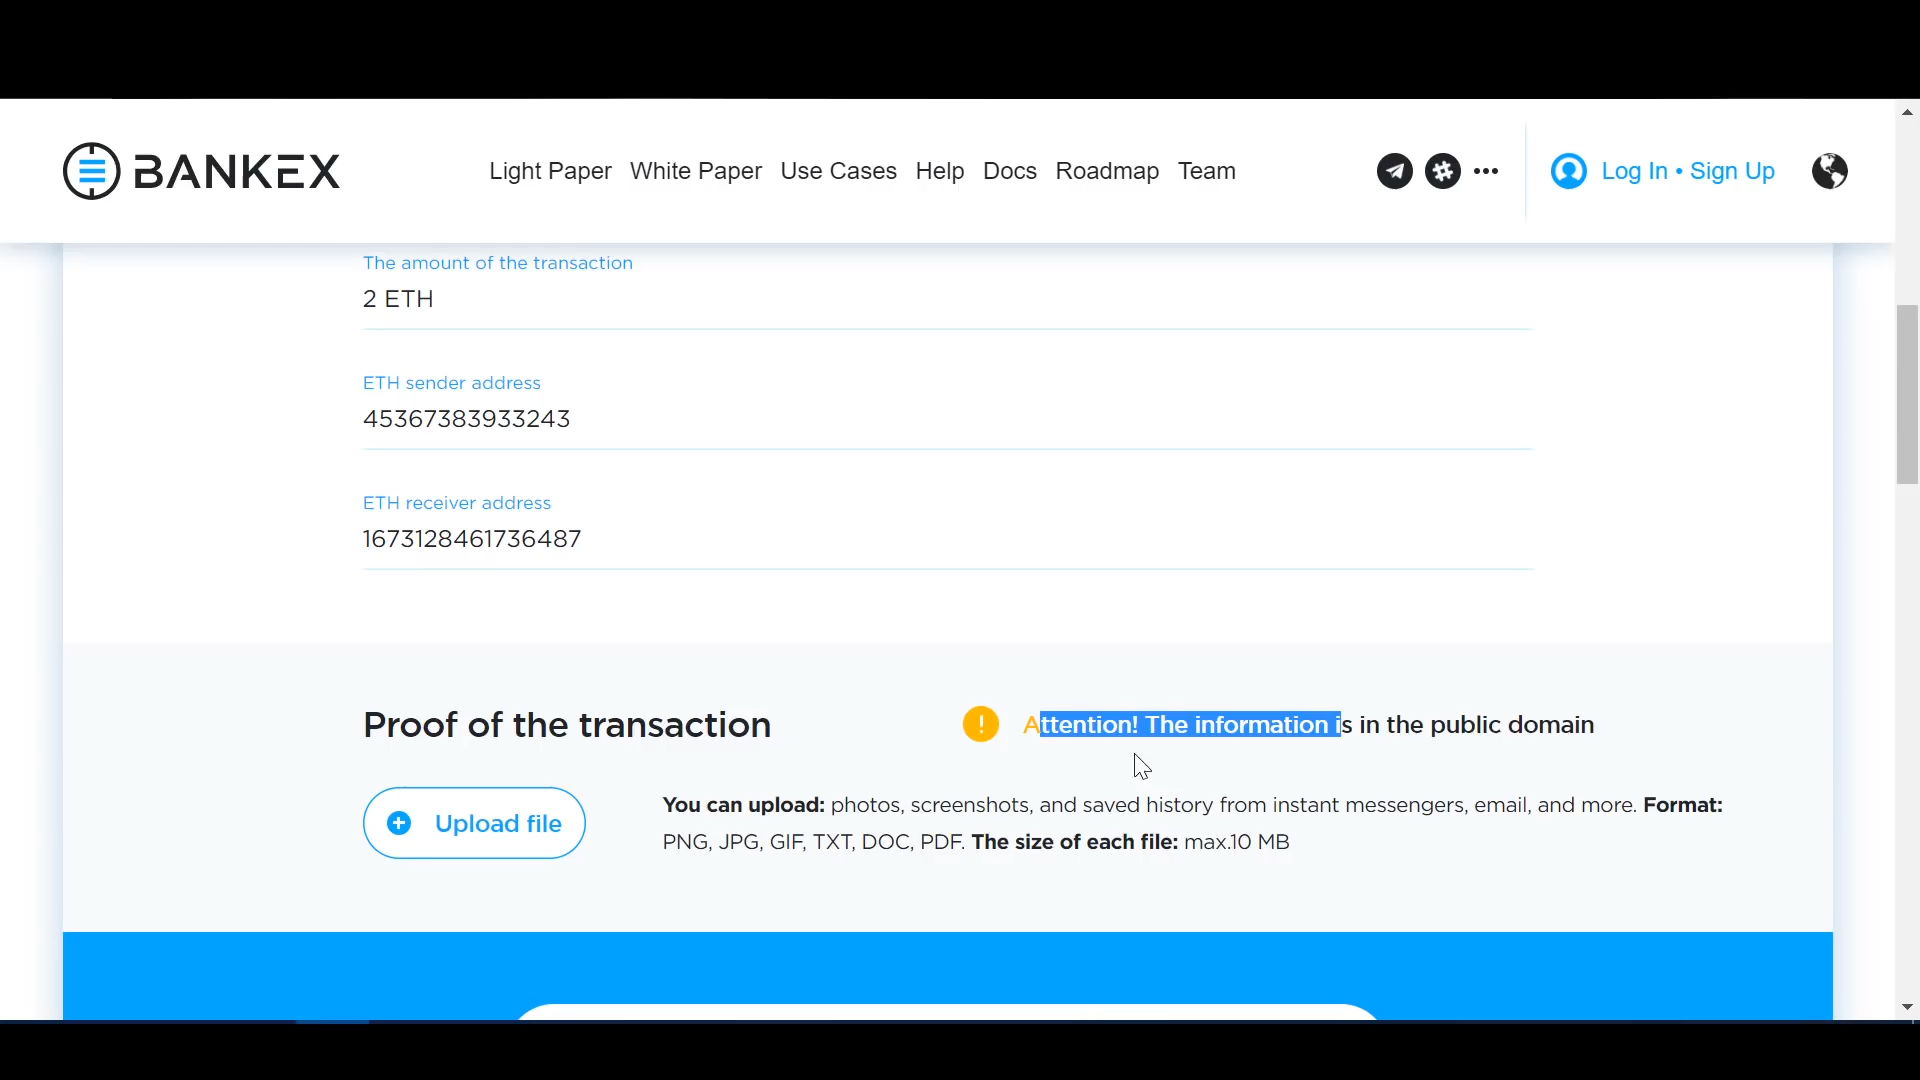 BANKEX
Light Paper White Paper Use Cases Help Docs Roadmap Team
Log In • Sign Up
The amount of the transaction
2 ETH
ETH sender address
45367383933243
ETH receiver address
1673128461736487
Proof of the transaction
Attention! The information is in the public domain
Upload file
You can upload: photos, screenshots, and saved history from instant messengers, email, and more. Format:
PNG, JPG, GIF, TXT, DOC, PDF. The size of each file: max.10 MB